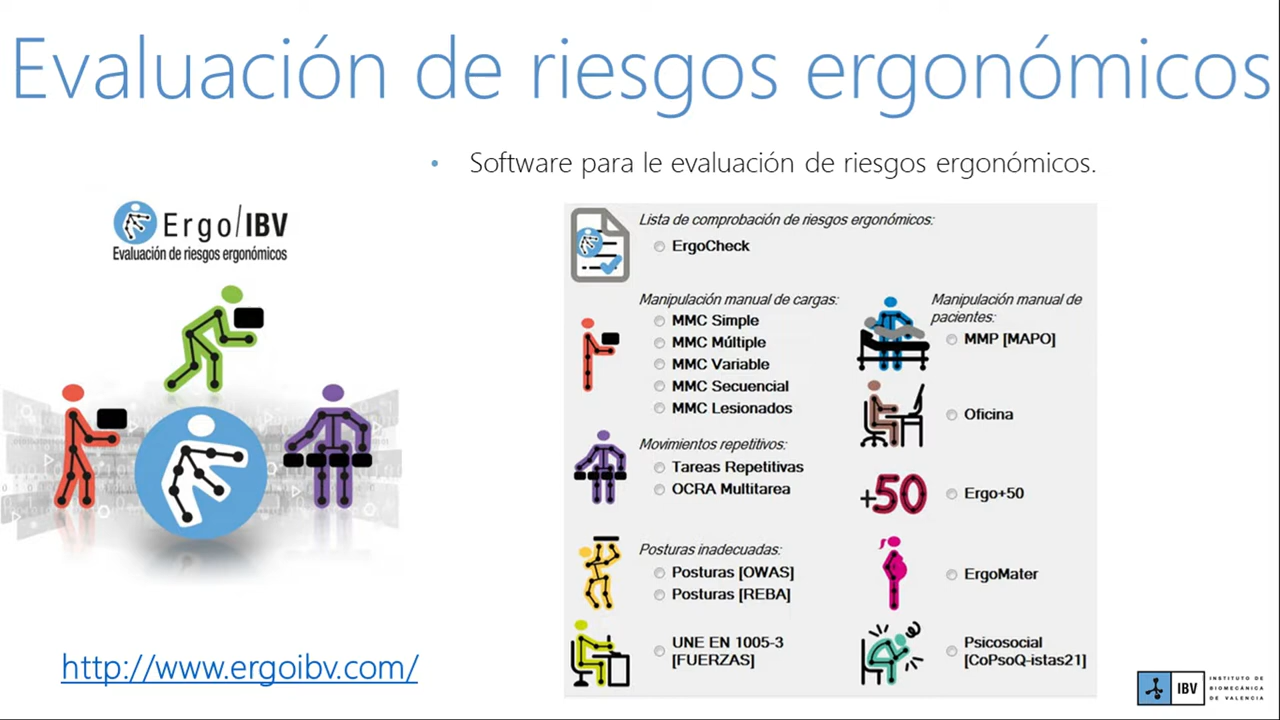 Evaluación de riesgos ergonómicos
• Software para le evaluación de riesgos ergonómicos.
Ergo/IBV
Evaluación de riesgos ergonómicos
http://www.ergoibv.com/
Lista de comprobación de riesgos ergonómicos:
ErgoCheck
Manipulación manual de cargas:
MMC Simple
MMC Múltiple
MMC Variable
MMC Secuencial
MMC Lesionados
Movimientos repetitivos:
Tareas Repetitivas
OCRA Multitarea
Posturas inadecuadas:
Posturas [OWAS]
Posturas [REBA]
UNE EN 1005-3
[FUERZAS]
Manipulación manual de
pacientes:
MMP [MAPO]
Oficina
+50
Ergo+50
ErgoMater
Psicosocial
[CoPsoQ-istas21]
IBV
INSTITUTO DE
BIOMECÁNICA
DE VALENCIA